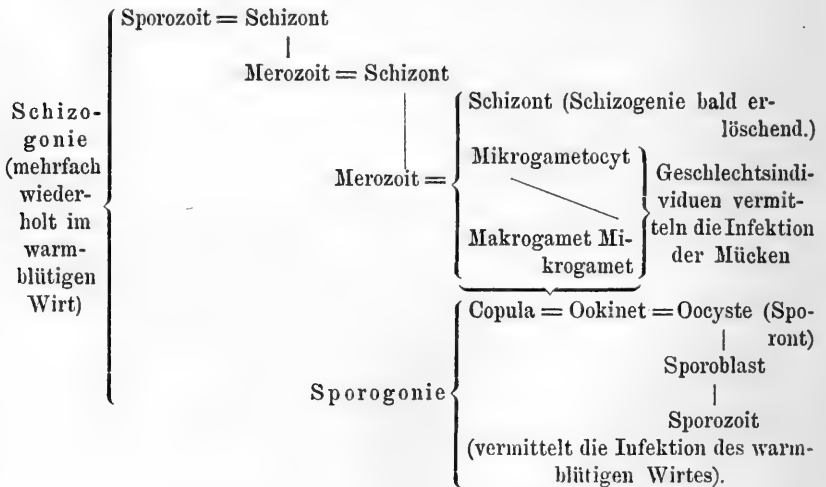 Sporozoit = Schizont
Merozoit = Schizont
Schizo-
gonie
(mehrfach
wieder-
holt im
warm-
blütigen
Wirt)
Merozoit =
Schizont (Schizogenie bald er-
löschend.)
Mikrogametocyt
Makrogamet Mi-
krogamet
Geschlechtsindi-
viduen vermit-
teln die Infektion
der Mücken
Sporogonie
Copula = Ookinet = Oocyste (Spo-
ront)
Sporoblast
Sporozoit
(vermittelt die Infektion des warm-
blütigen Wirtes).